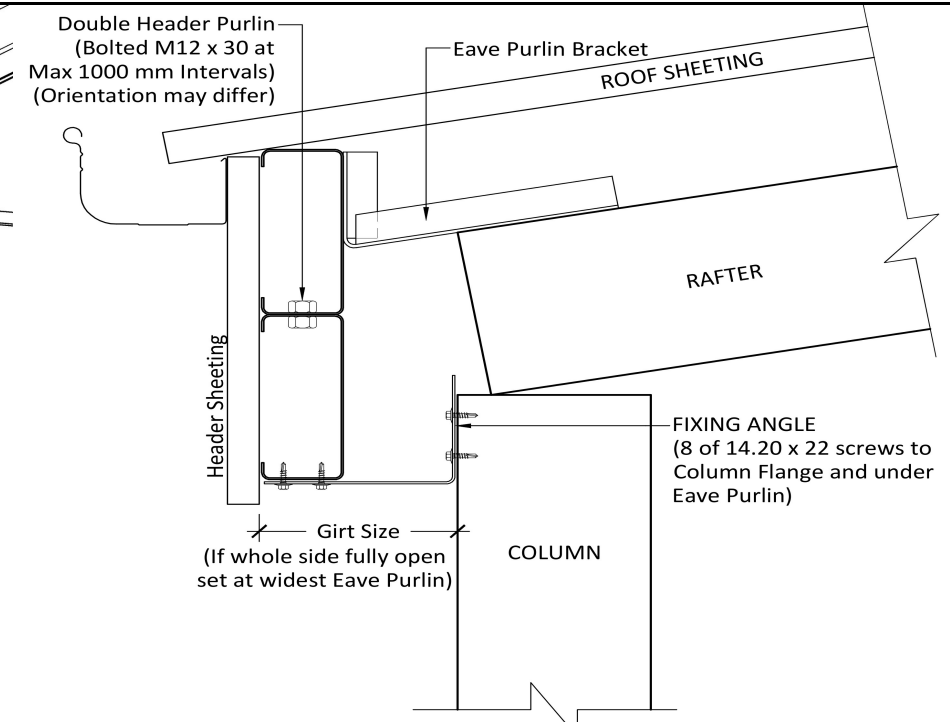 Double Header Purlin
(Bolted M12 x 30 at
Max 1000 mm Intervals)
(Orientation may differ)
Eave Purlin Bracket
ROOF SHEETING
RAFTER
Header Sheeting
FIXING ANGLE
(8 of 14.20 x 22 screws to
Column Flange and under
Eave Purlin)
Girt Size
(If whole side fully open
set at widest Eave Purlin)
COLUMN